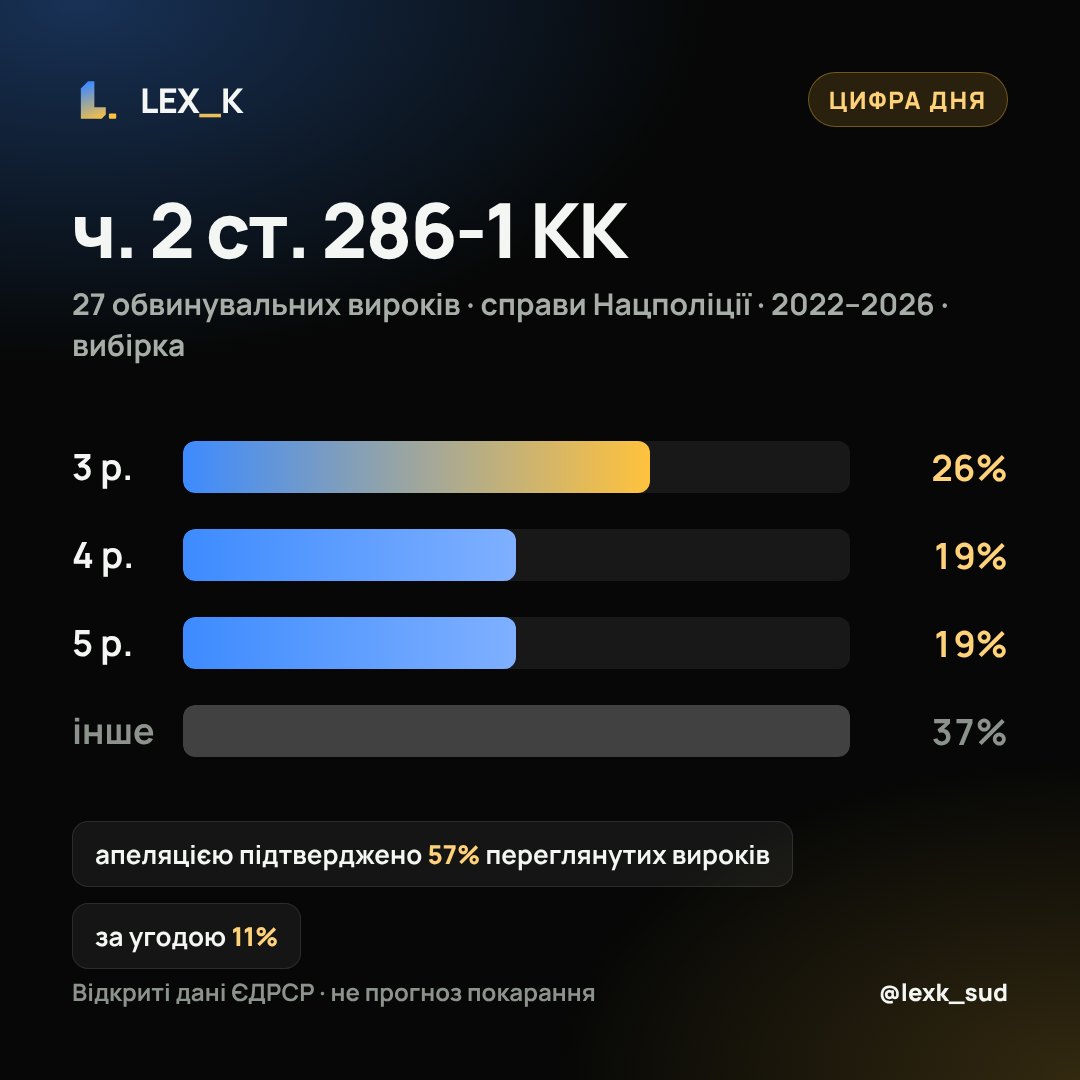 LEX_K
ЦИФРА ДНЯ
ч. 2 ст. 286-1 КК
27 обвинувальних вироків · справи Нацполіції · 2022–2026 ·
вибірка
3 р. 26%
4 р. 19%
5 р. 19%
інше 37%
апеляцією підтверджено 57% переглянутих вироків
за угодою 11%
Відкриті дані ЄДРСР · не прогноз покарання
@lexk_sud